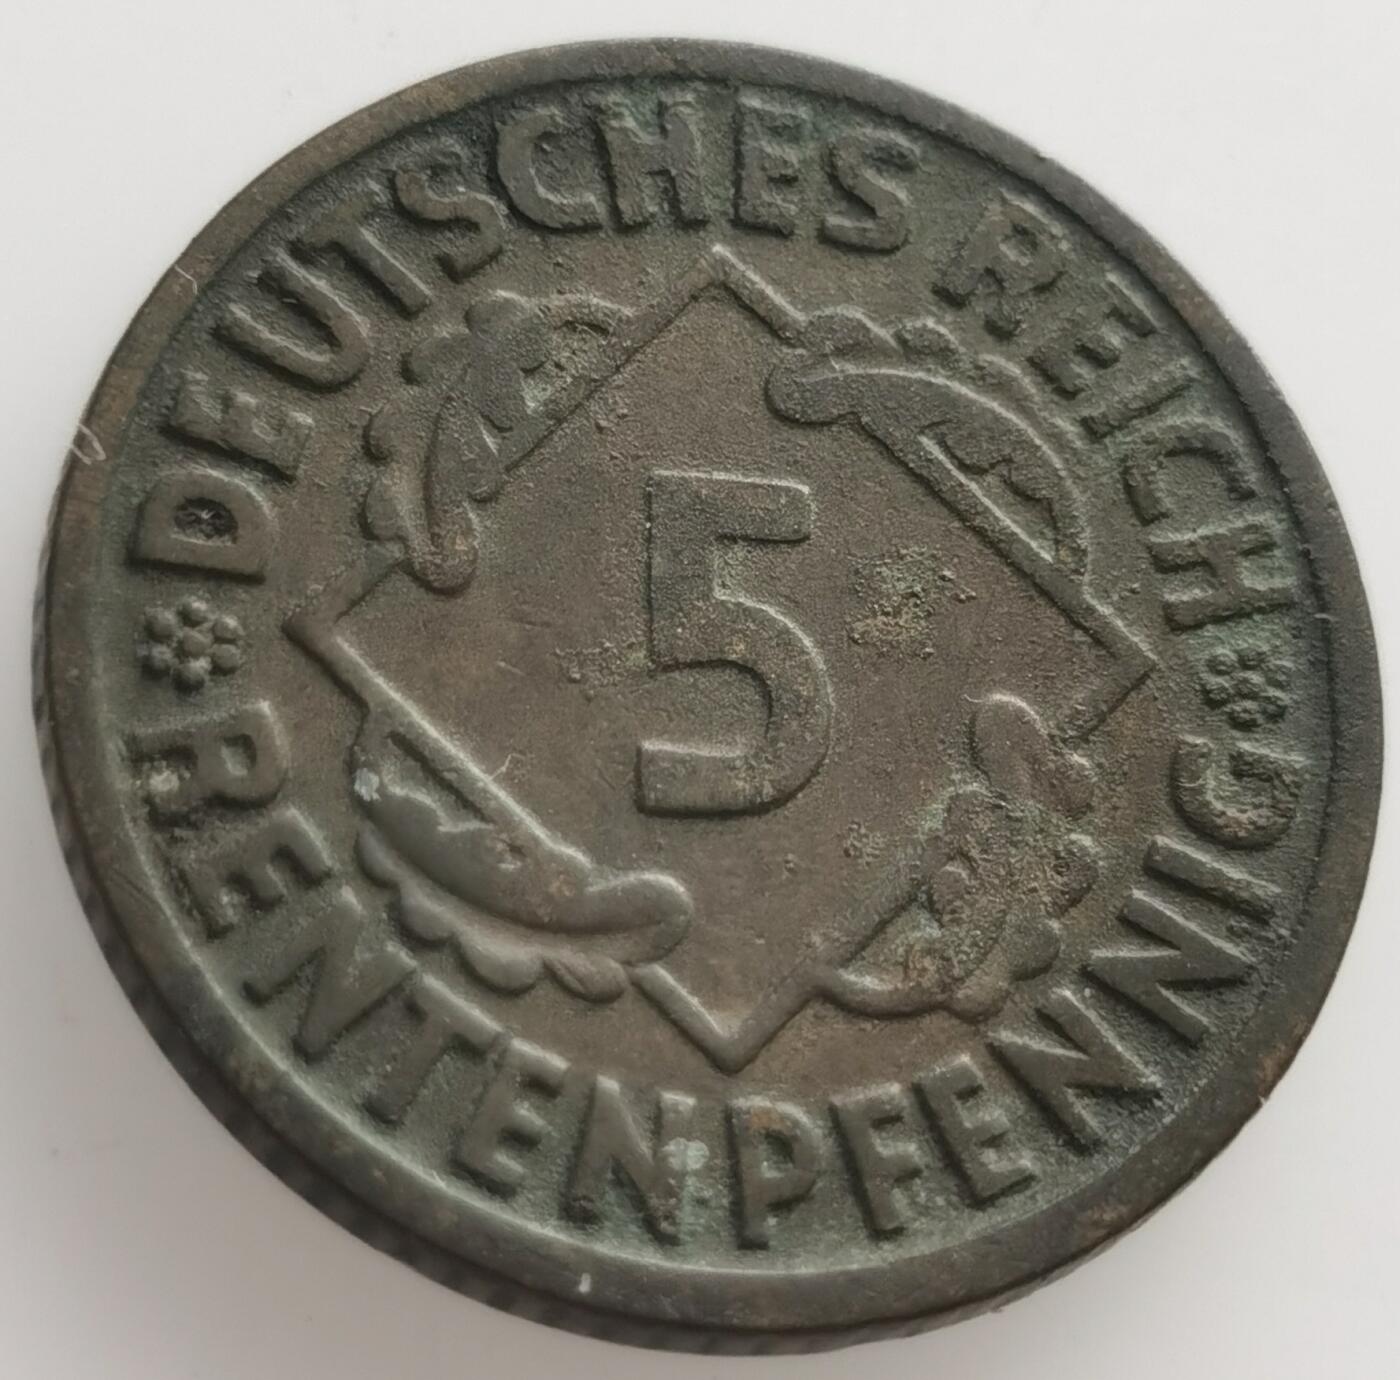 DEUTSCHES REICH
5
RENTENPFENNIG